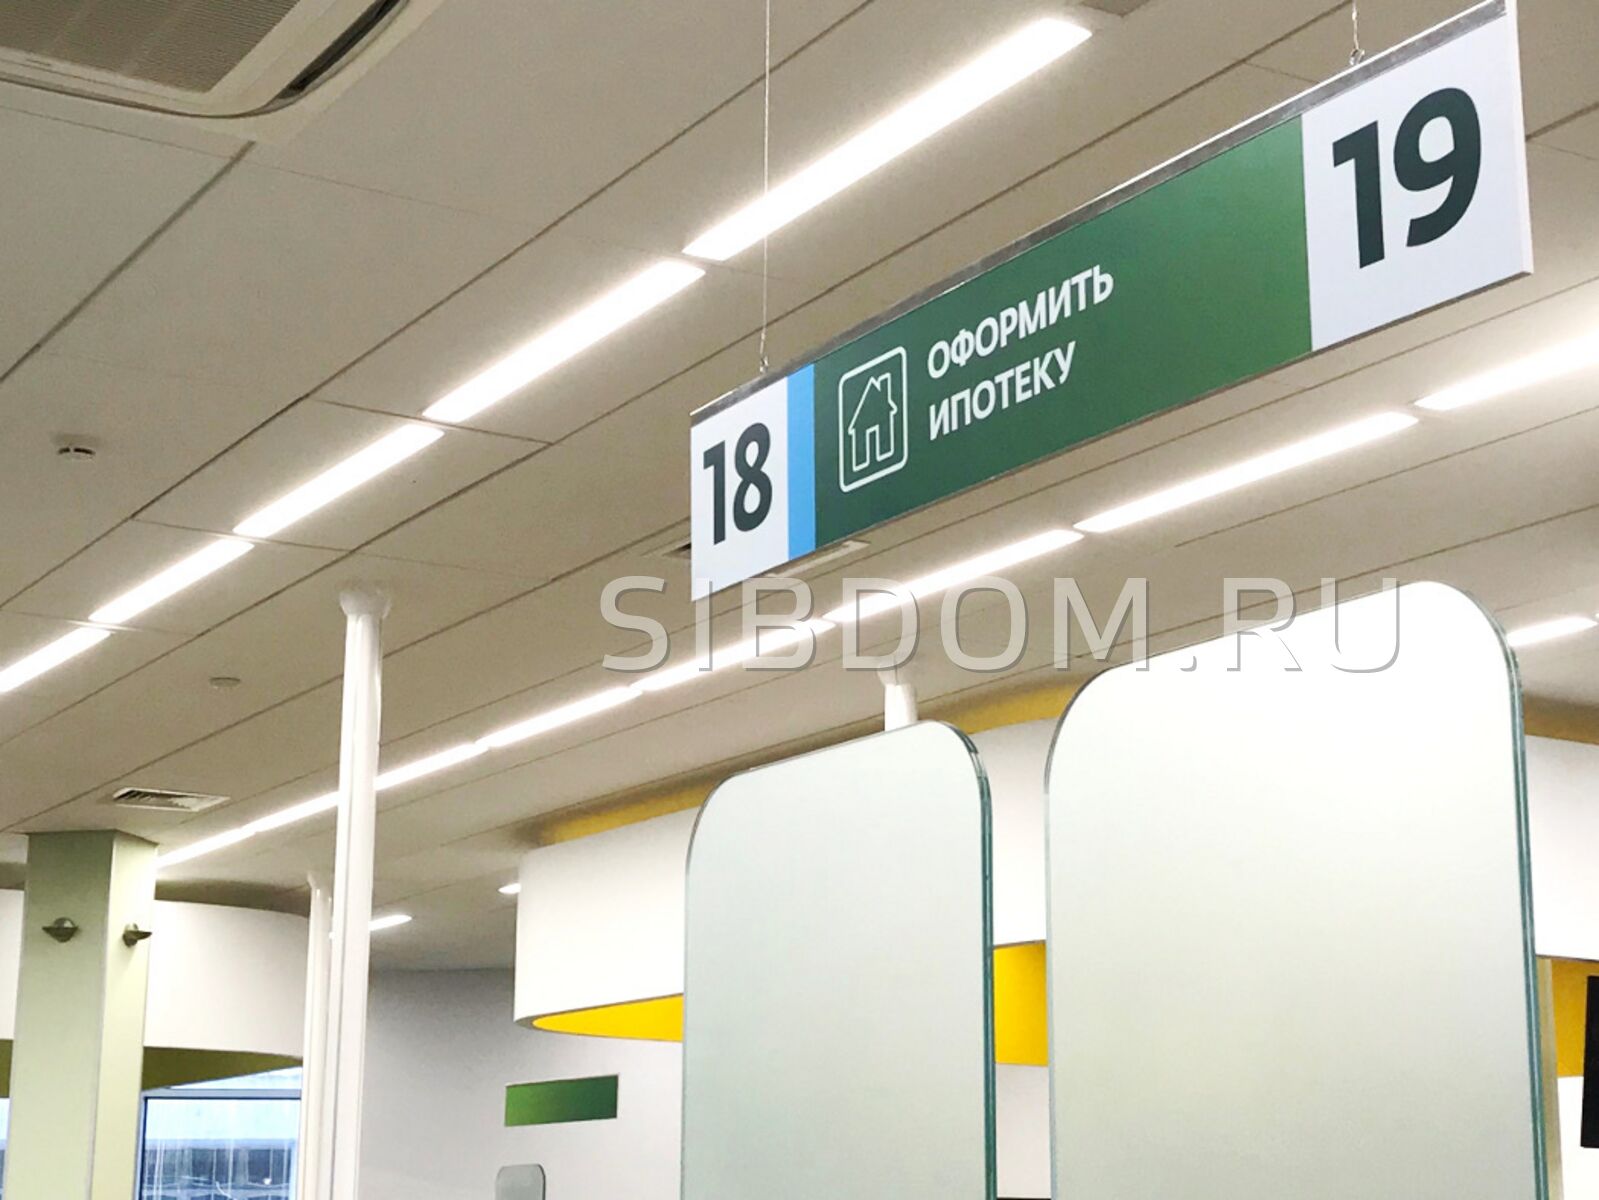 18
ОФОРМИТЬ
ИПОТЕКУ
19
SIBDOM.RU